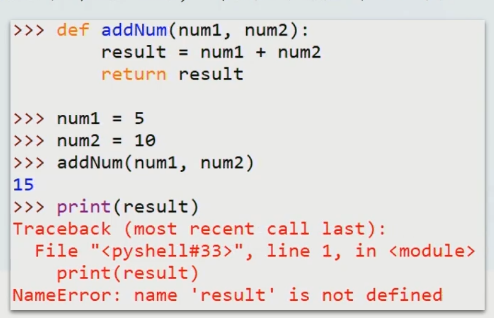 >>> def addNum(num1, num2):
        result = num1 + num2
        return result

>>> num1 = 5
>>> num2 = 10
>>> addNum(num1, num2)
15
>>> print(result)
Traceback (most recent call last):
  File "<pyshell#33>", line 1, in <module>
    print(result)
NameError: name 'result' is not defined